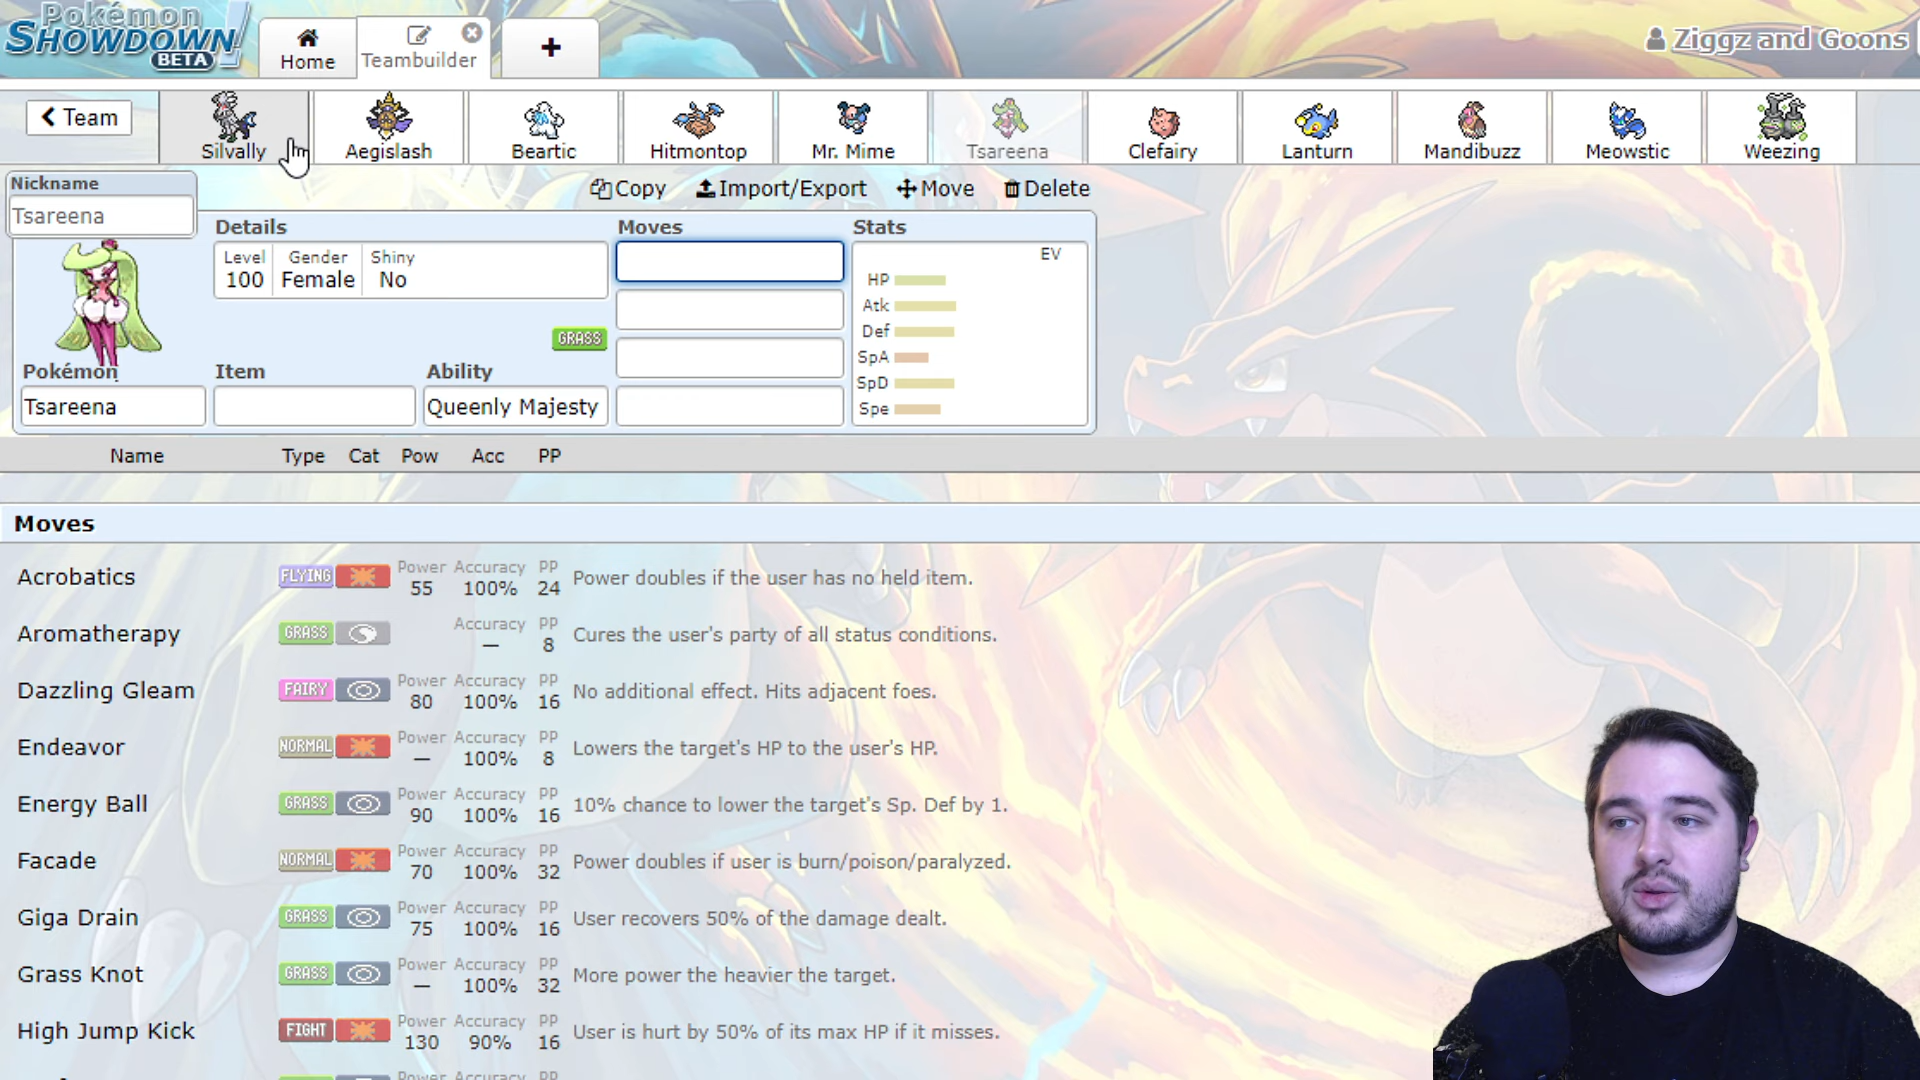 Pokémon
SHOWDOWN!
BETA
Home
Teambuilder
+
Ziggz and Goons
Team
Silvally
Aegislash
Beartic
Hitmontop
Mr. Mime
Tsareena
Clefairy
Lanturn
Mandibuzz
Meowstic
Weezing
Nickname
Tsareena
Copy
Import/Export
Move
Delete
Details
Moves
Stats
Level
100
Gender
Female
Shiny
No
EV
HP
Atk
Def
SpA
SpD
Spe
GRASS
Pokémon
Item
Ability
Tsareena
Queenly Majesty
Name Type Cat Pow Acc PP
Moves
Acrobatics FLYING Power 55 Accuracy 100% PP 24 Power doubles if the user has no held item.
Aromatherapy GRASS Accuracy — PP 8 Cures the user's party of all status conditions.
Dazzling Gleam FAIRY Power 80 Accuracy 100% PP 16 No additional effect. Hits adjacent foes.
Endeavor NORMAL Power — Accuracy 100% PP 8 Lowers the target's HP to the user's HP.
Energy Ball GRASS Power 90 Accuracy 100% PP 16 10% chance to lower the target's Sp. Def by 1.
Facade NORMAL Power 70 Accuracy 100% PP 32 Power doubles if user is burn/poison/paralyzed.
Giga Drain GRASS Power 75 Accuracy 100% PP 16 User recovers 50% of the damage dealt.
Grass Knot GRASS Power — Accuracy 100% PP 32 More power the heavier the target.
High Jump Kick FIGHT Power 130 Accuracy 90% PP 16 User is hurt by 50% of its max HP if it misses.
Power Accuracy PP